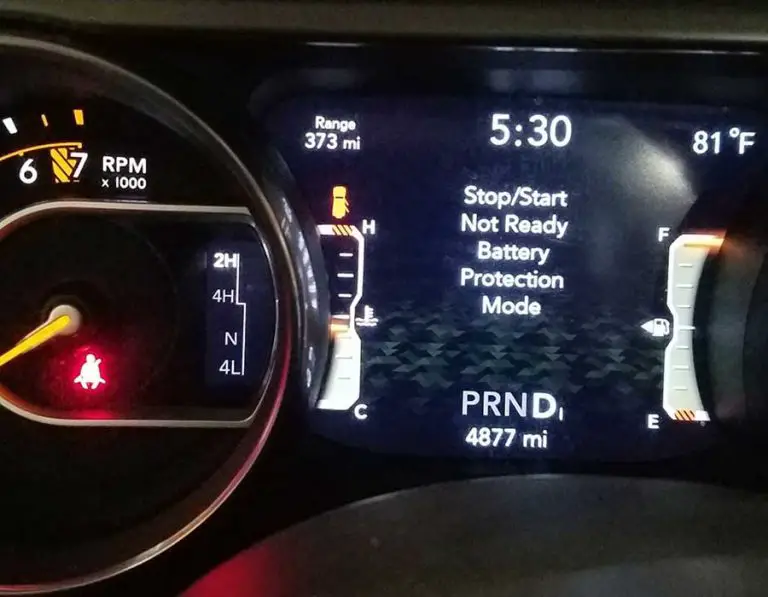 Range
373 mi
5:30
81°F
6 7 RPM
x 1000
Stop/Start
Not Ready
Battery
Protection
Mode
H
F
2H
4H
N
4L
C
E
PRND
4877 mi